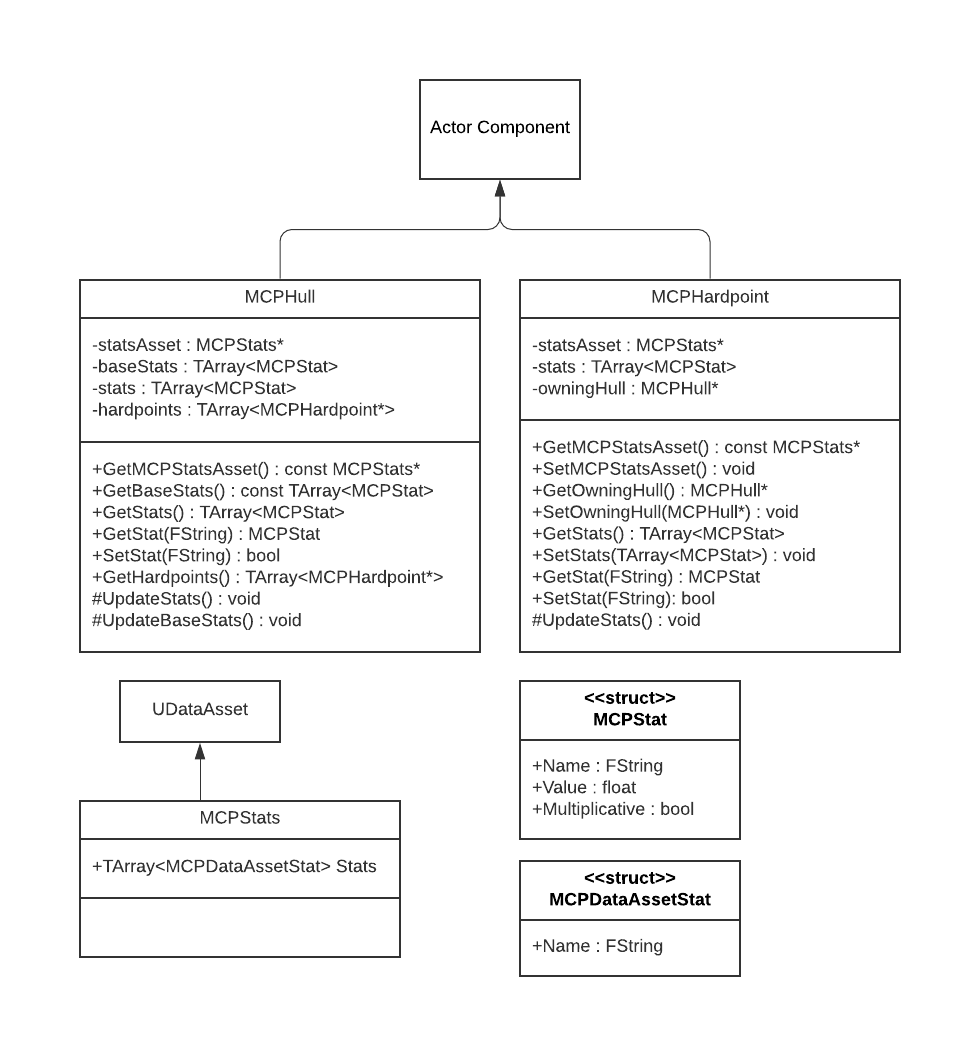 Actor Component
MCPHull
-statsAsset : MCPStats*
-baseStats : TArray<MCPStat>
-stats : TArray<MCPStat>
-hardpoints : TArray<MCPHardpoint*>
+GetMCPStatsAsset() : const MCPStats*
+GetBaseStats() : const TArray<MCPStat>
+GetStats() : TArray<MCPStat>
+GetStat(FString) : MCPStat
+SetStat(FString) : bool
+GetHardpoints() : TArray<MCPHardpoint*>
#UpdateStats() : void
#UpdateBaseStats() : void
MCPHardpoint
-statsAsset : MCPStats*
-stats : TArray<MCPStat>
-owningHull : MCPHull*
+GetMCPStatsAsset() : const MCPStats*
+SetMCPStatsAsset() : void
+GetOwningHull() : MCPHull*
+SetOwningHull(MCPHull*) : void
+GetStats() : TArray<MCPStat>
+SetStats(TArray<MCPStat>) : void
+GetStat(FString) : MCPStat
+SetStat(FString): bool
#UpdateStats() : void
UDataAsset
MCPStats
+TArray<MCPDataAssetStat> Stats
<<struct>>
MCPStat
+Name : FString
+Value : float
+Multiplicative : bool
<<struct>>
MCPDataAssetStat
+Name : FString